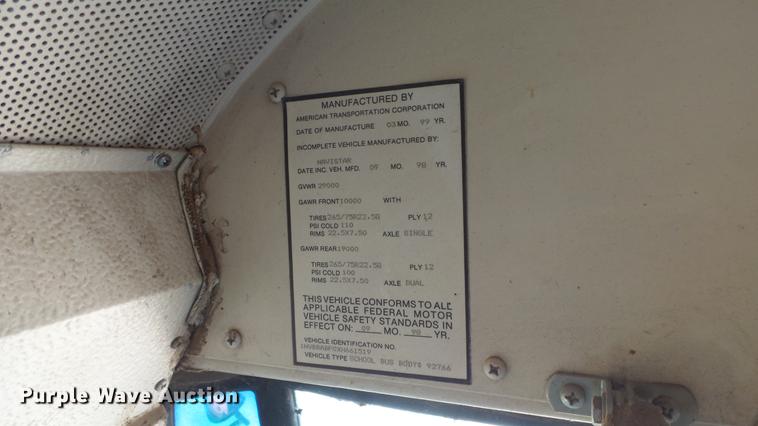 MANUFACTURED BY
AMERICAN TRANSPORTATION CORPORATION
DATE OF MANUFACTURE 03 MO. 99 YR.
INCOMPLETE VEHICLE MANUFACTURED BY:
NAVISTAR
DATE INC. VEH. MFD. 09 MO. 98 YR.
GVWR 29000
GAWR FRONT 10000 WITH
TIRES 265/75R22.5G PLY 12
PSI COLD 110
RIMS 22.5X7.50 AXLE SINGLE
GAWR REAR 19000
TIRES 265/75R22.5G PLY 12
PSI COLD 100
RIMS 22.5X7.50 AXLE DUAL
THIS VEHICLE CONFORMS TO ALL
APPLICABLE FEDERAL MOTOR
VEHICLE SAFETY STANDARDS IN
EFFECT ON: 09 MO. 98 YR.
VEHICLE IDENTIFICATION NO.
VEHICLE TYPE SCHOOL BUS BODY# 92766
Purple Wave Auction